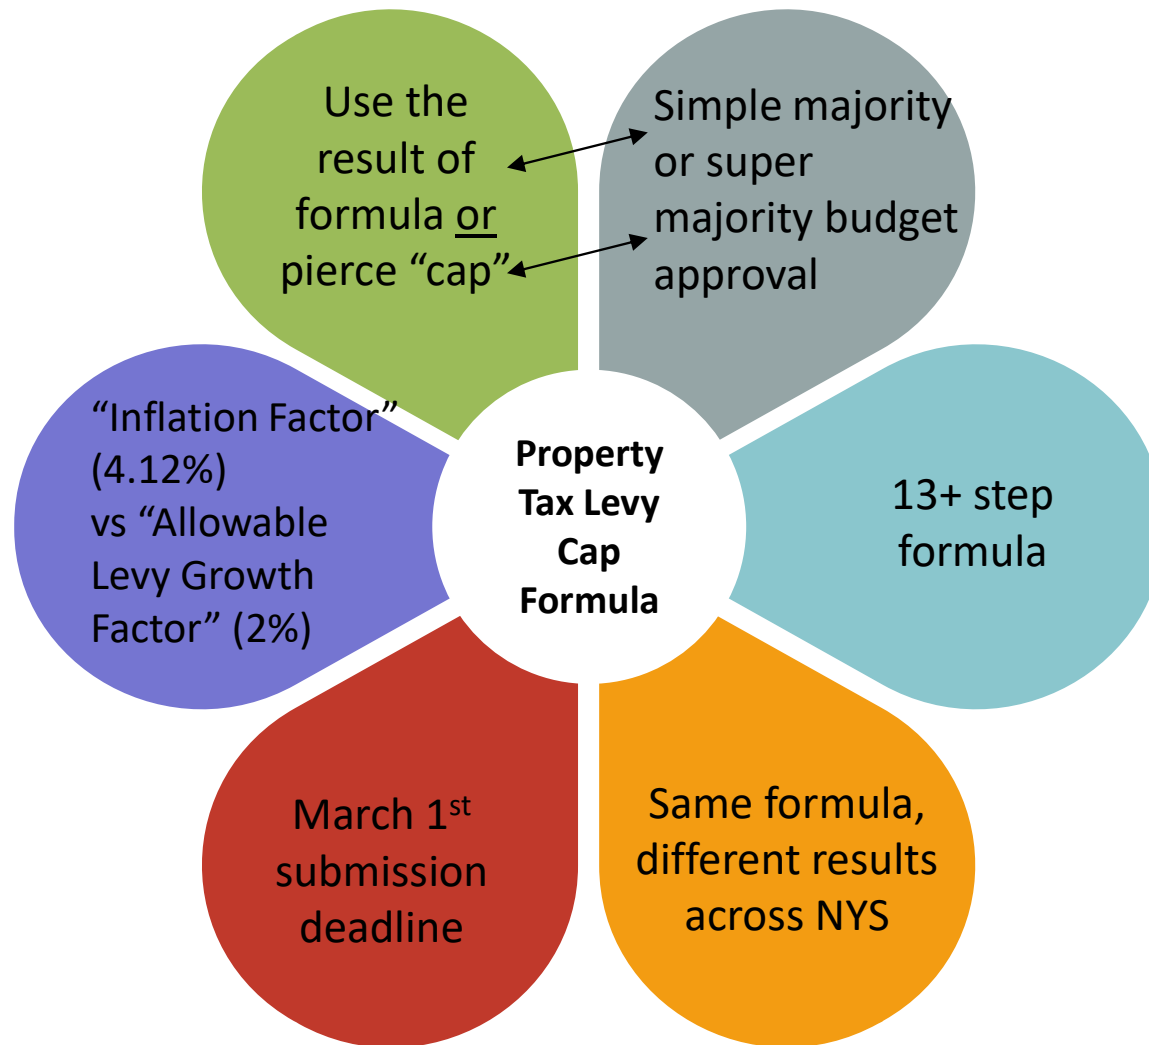 Use the
result of
formula or
pierce “cap”
Simple majority
or super
majority budget
approval
“Inflation Factor”
(4.12%)
vs “Allowable
Levy Growth
Factor” (2%)
Property
Tax Levy
Cap
Formula
13+ step
formula
March 1st
submission
deadline
Same formula,
different results
across NYS